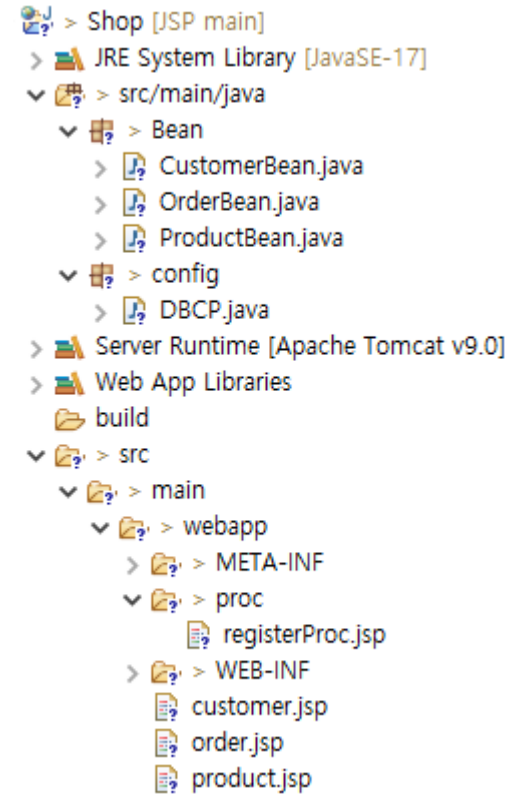 > Shop [JSP main]
> JRE System Library [JavaSE-17]
> src/main/java
> Bean
> CustomerBean.java
> OrderBean.java
> ProductBean.java
> config
> DBCP.java
> Server Runtime [Apache Tomcat v9.0]
> Web App Libraries
build
> src
> main
> webapp
> > META-INF
> proc
registerProc.jsp
> > WEB-INF
customer.jsp
order.jsp
product.jsp